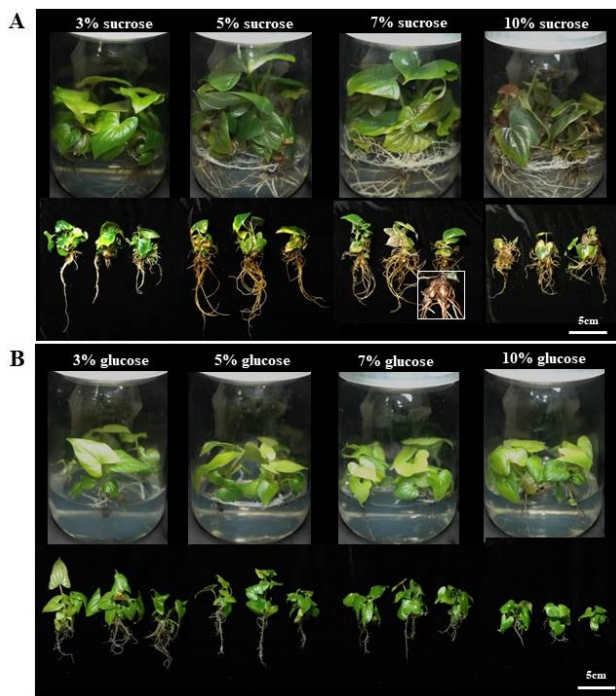 A
3% sucrose 5% sucrose 7% sucrose 10% sucrose
5cm
B
3% glucose 5% glucose 7% glucose 10% glucose
5cm